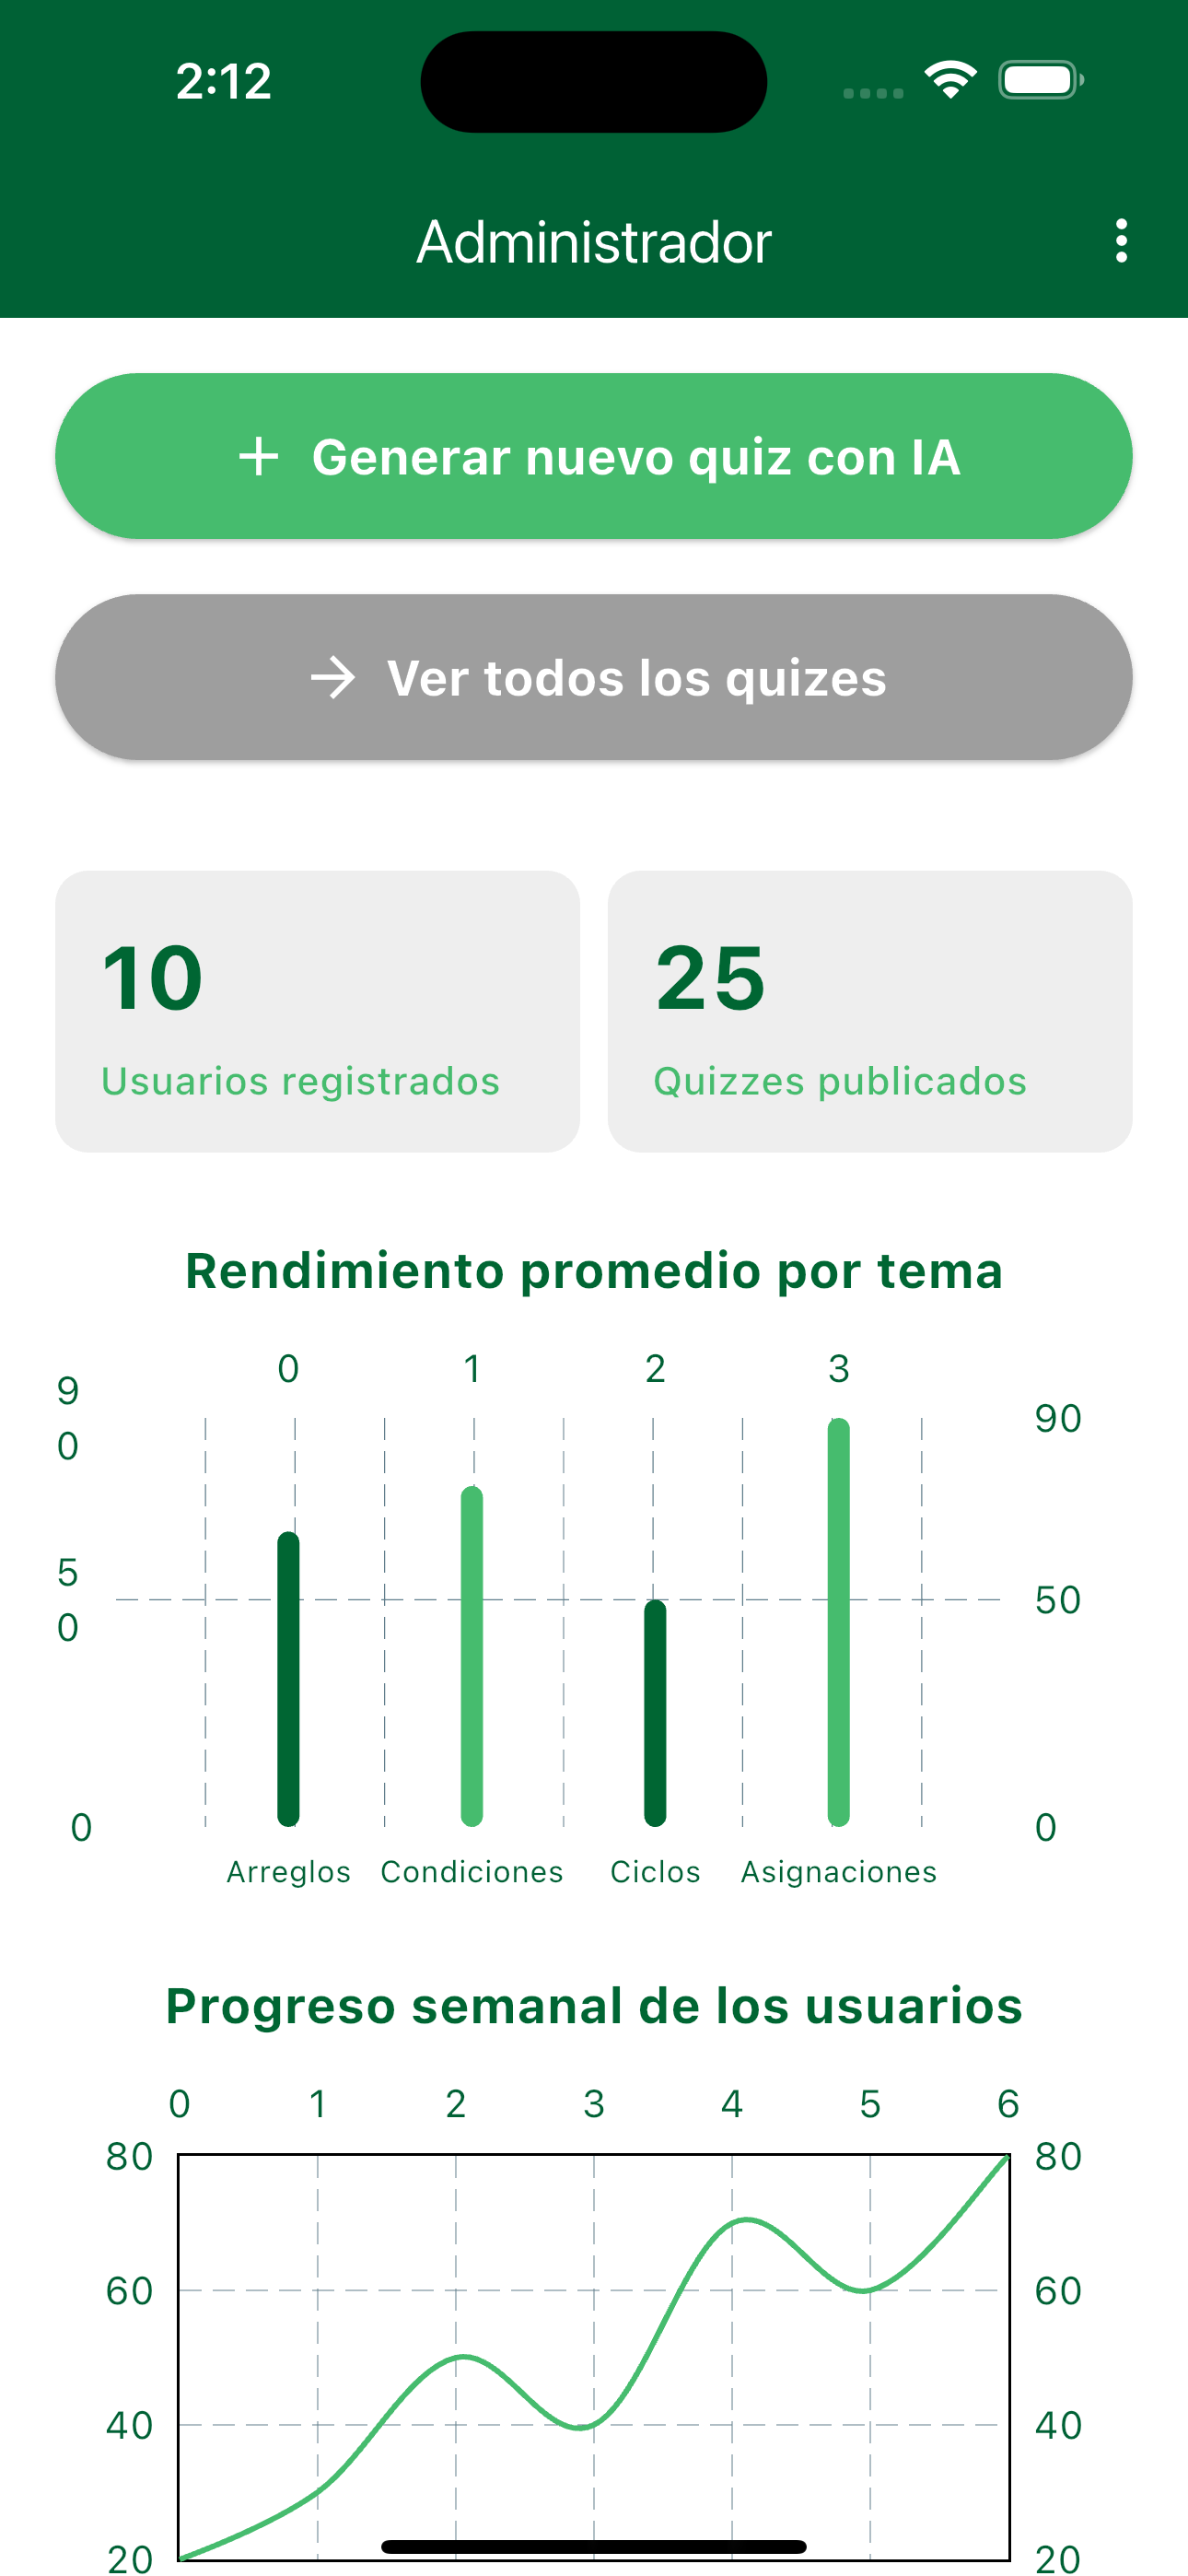 2:12
Administrador
Generar nuevo quiz con IA
Ver todos los quizes
10
Usuarios registrados
25
Quizzes publicados
Rendimiento promedio por tema
0 1 2 3
9
0
90
5
0
50
0
0
Arreglos Condiciones Ciclos Asignaciones
Progreso semanal de los usuarios
0 1 2 3 4 5 6
80 80
60 60
40 40
20 20